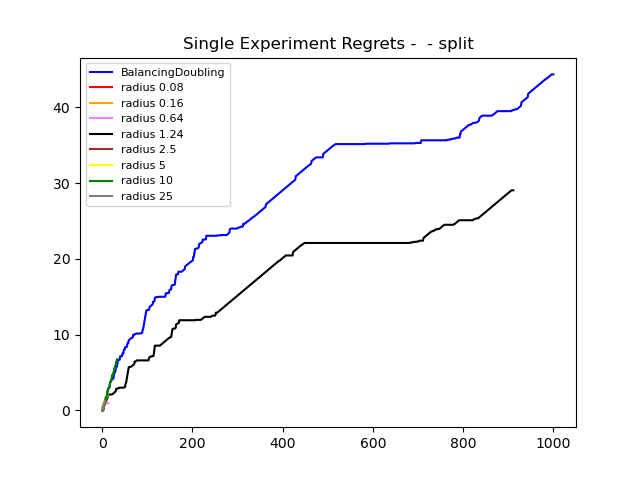 Single Experiment Regrets -  - split
BalancingDoubling
radius 0.08
radius 0.16
radius 0.64
radius 1.24
radius 2.5
radius 5
radius 10
radius 25
40
30
20
10
0
0 200 400 600 800 1000